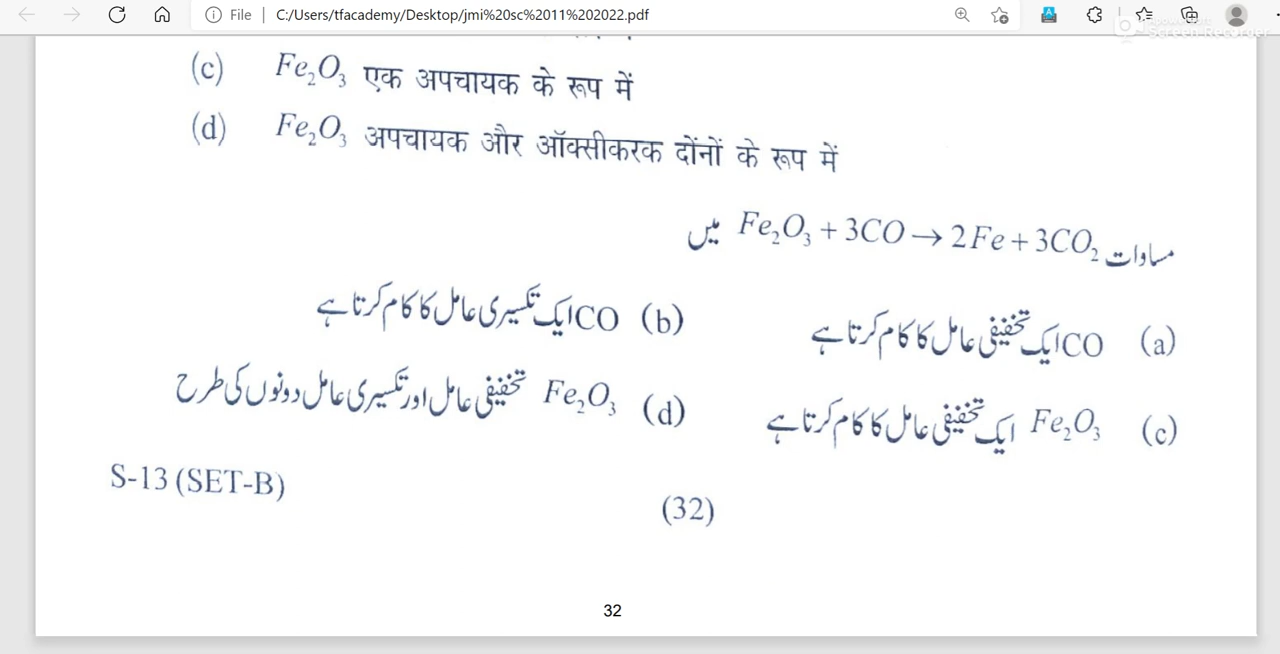 File C:/Users/tfacademy/Desktop/jmi%20sc%2011%202022.pdf
Screen Recorder
(c) Fe₂O₃ एक अपचायक के रूप में
(d) Fe₂O₃ अपचायक और ऑक्सीकरक दोंनों के रूप में
مساوات Fe₂O₃ + 3CO → 2Fe + 3CO₂ میں
(a) CO ایک تخفیفی عامل کا کام کرتا ہے (b) CO ایک تکسیری عامل کا کام کرتا ہے
(c) Fe₂O₃ ایک تخفیفی عامل کا کام کرتا ہے (d) Fe₂O₃ تخفیفی عامل اور تکسیری عامل دونوں کی طرح
S-13 (SET-B) (32)
32